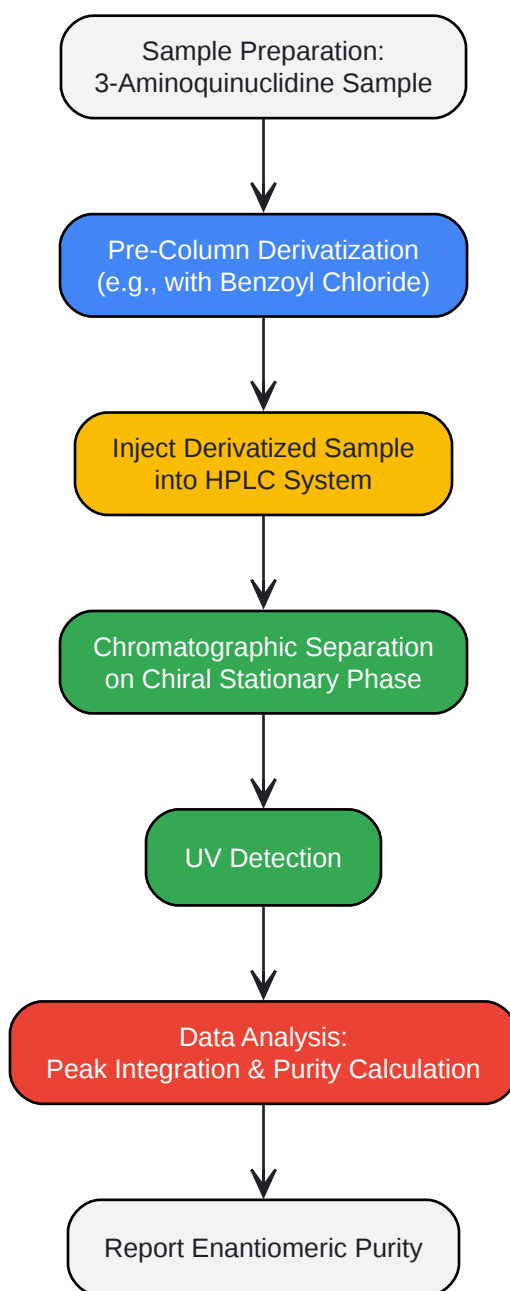 Sample Preparation:
3-Aminoquinuclidine Sample
Pre-Column Derivatization
(e.g., with Benzoyl Chloride)
Inject Derivatized Sample
into HPLC System
Chromatographic Separation
on Chiral Stationary Phase
UV Detection
Data Analysis:
Peak Integration & Purity Calculation
Report Enantiomeric Purity